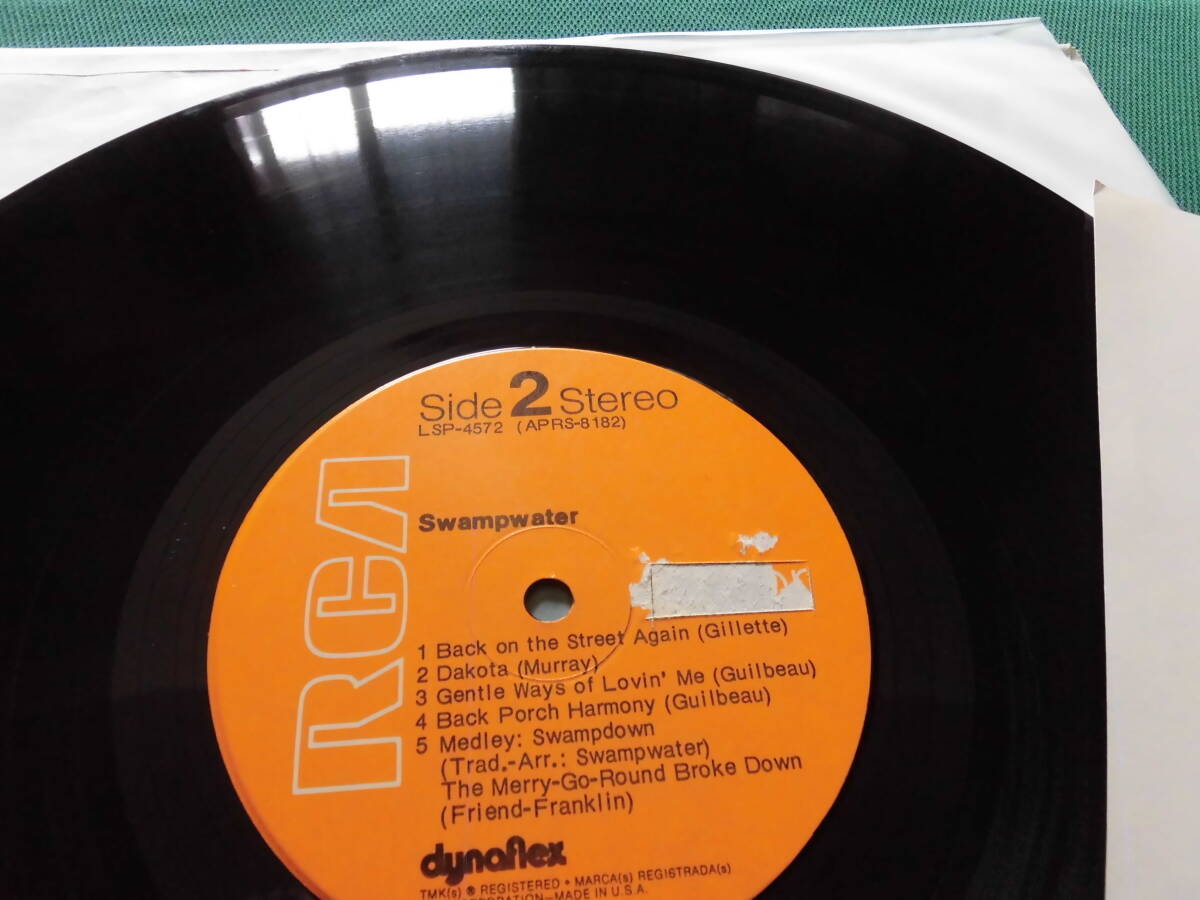 Side 2 Stereo
LSP-4572 (APRS-8182)
RCA
Swampwater
1 Back on the Street Again (Gillette)
2 Dakota (Murray)
3 Gentle Ways of Lovin' Me (Guilbeau)
4 Back Porch Harmony (Guilbeau)
5 Medley: Swampdown
(Trad.-Arr.: Swampwater)
The Merry-Go-Round Broke Down
(Friend-Franklin)
dynaflex
TMK(s) ® REGISTERED • MARCA(s) REGISTRADA(s)
MADE IN U.S.A.